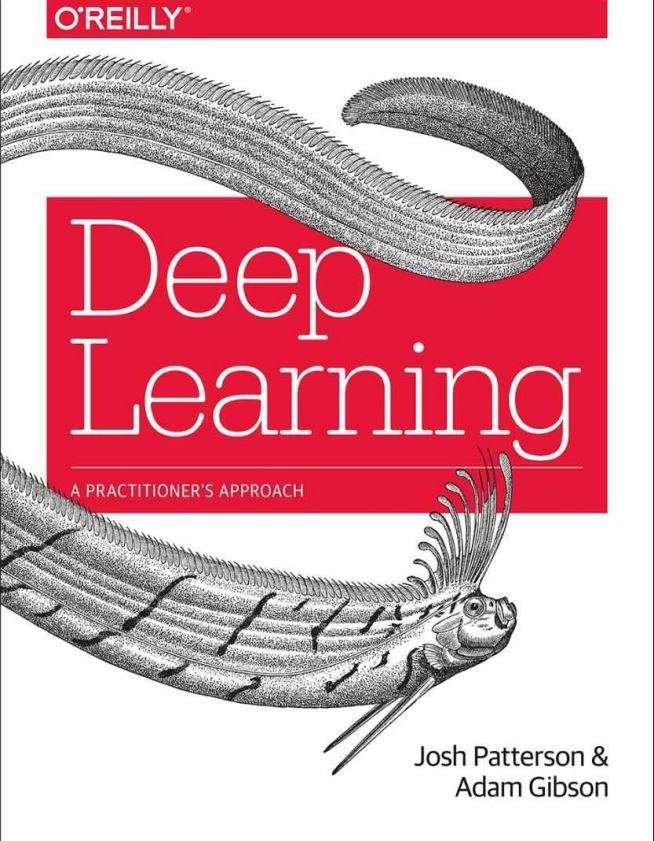 O'REILLY®
Deep
Learning
A PRACTITIONER'S APPROACH
Josh Patterson &
Adam Gibson